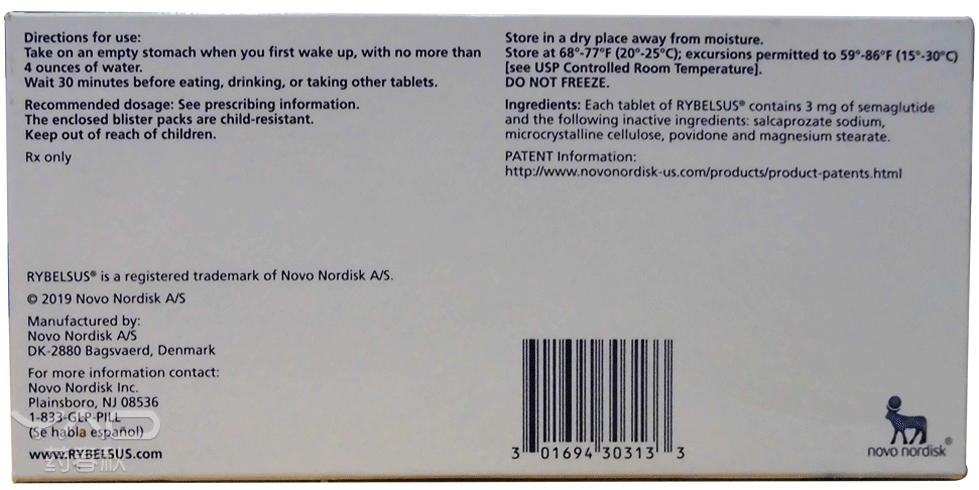 Directions for use:
Take on an empty stomach when you first wake up, with no more than
4 ounces of water.
Wait 30 minutes before eating, drinking, or taking other tablets.
Recommended dosage: See prescribing information.
The enclosed blister packs are child-resistant.
Keep out of reach of children.
Rx only
RYBELSUS® is a registered trademark of Novo Nordisk A/S.
© 2019 Novo Nordisk A/S
Manufactured by:
Novo Nordisk A/S
DK-2880 Bagsvaerd, Denmark
For more information contact:
Novo Nordisk Inc.
Plainsboro, NJ 08536
1-833-GLP-PILL
(Se habla español)
www.RYBELSUS.com
Store in a dry place away from moisture.
Store at 68°-77°F (20°-25°C); excursions permitted to 59°-86°F (15°-30°C)
[see USP Controlled Room Temperature].
DO NOT FREEZE.
Ingredients: Each tablet of RYBELSUS® contains 3 mg of semaglutide
and the following inactive ingredients: salcaprozate sodium,
microcrystalline cellulose, povidone and magnesium stearate.
PATENT Information:
http://www.novonordisk-us.com/products/product-patents.html
3 01694 30313 3
novo nordisk®